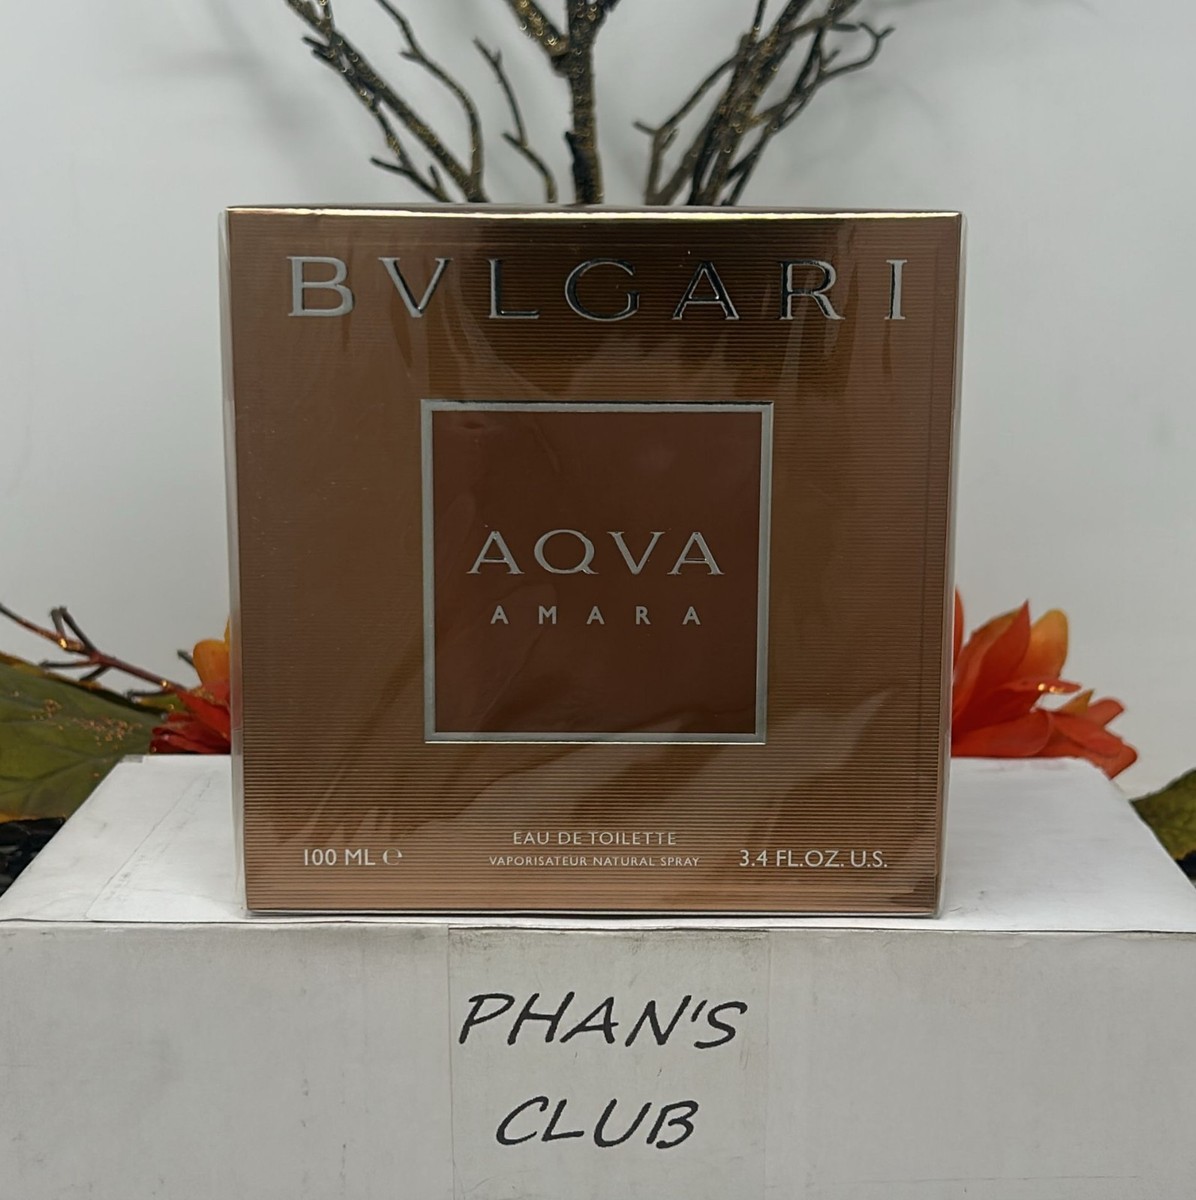 BVLGARI
AQVA
AMARA
EAU DE TOILETTE
100 ML ℮ VAPORISATEUR NATURAL SPRAY 3.4 FL.OZ. U.S.
PHAN'S
CLUB